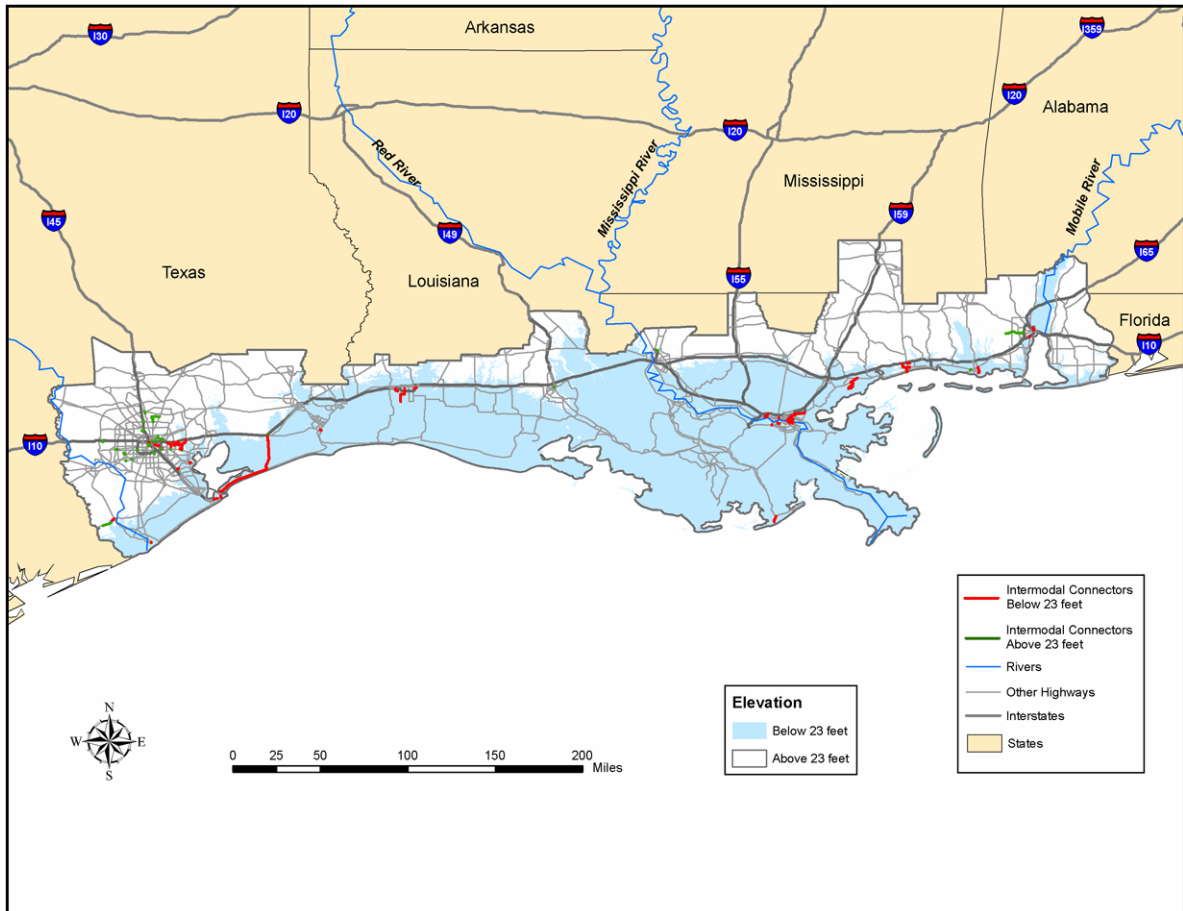 Arkansas
I30
I359
I20
I20
I20
Alabama
Red River
Mississippi River
Mississippi
Mobile River
I45
I49
I59
I65
I55
Texas
Louisiana
Florida
I10
I10
Intermodal Connectors
Below 23 feet
Intermodal Connectors
Above 23 feet
Rivers
Other Highways
Interstates
States
Elevation
Below 23 feet
Above 23 feet
N
W E
S
0 25 50 100 150 200
Miles